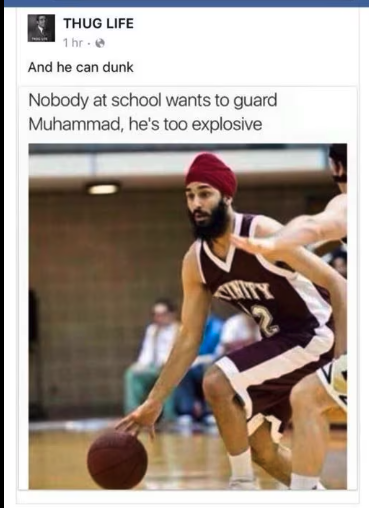 THUG LIFE
1 hr ·
And he can dunk
Nobody at school wants to guard
Muhammad, he's too explosive